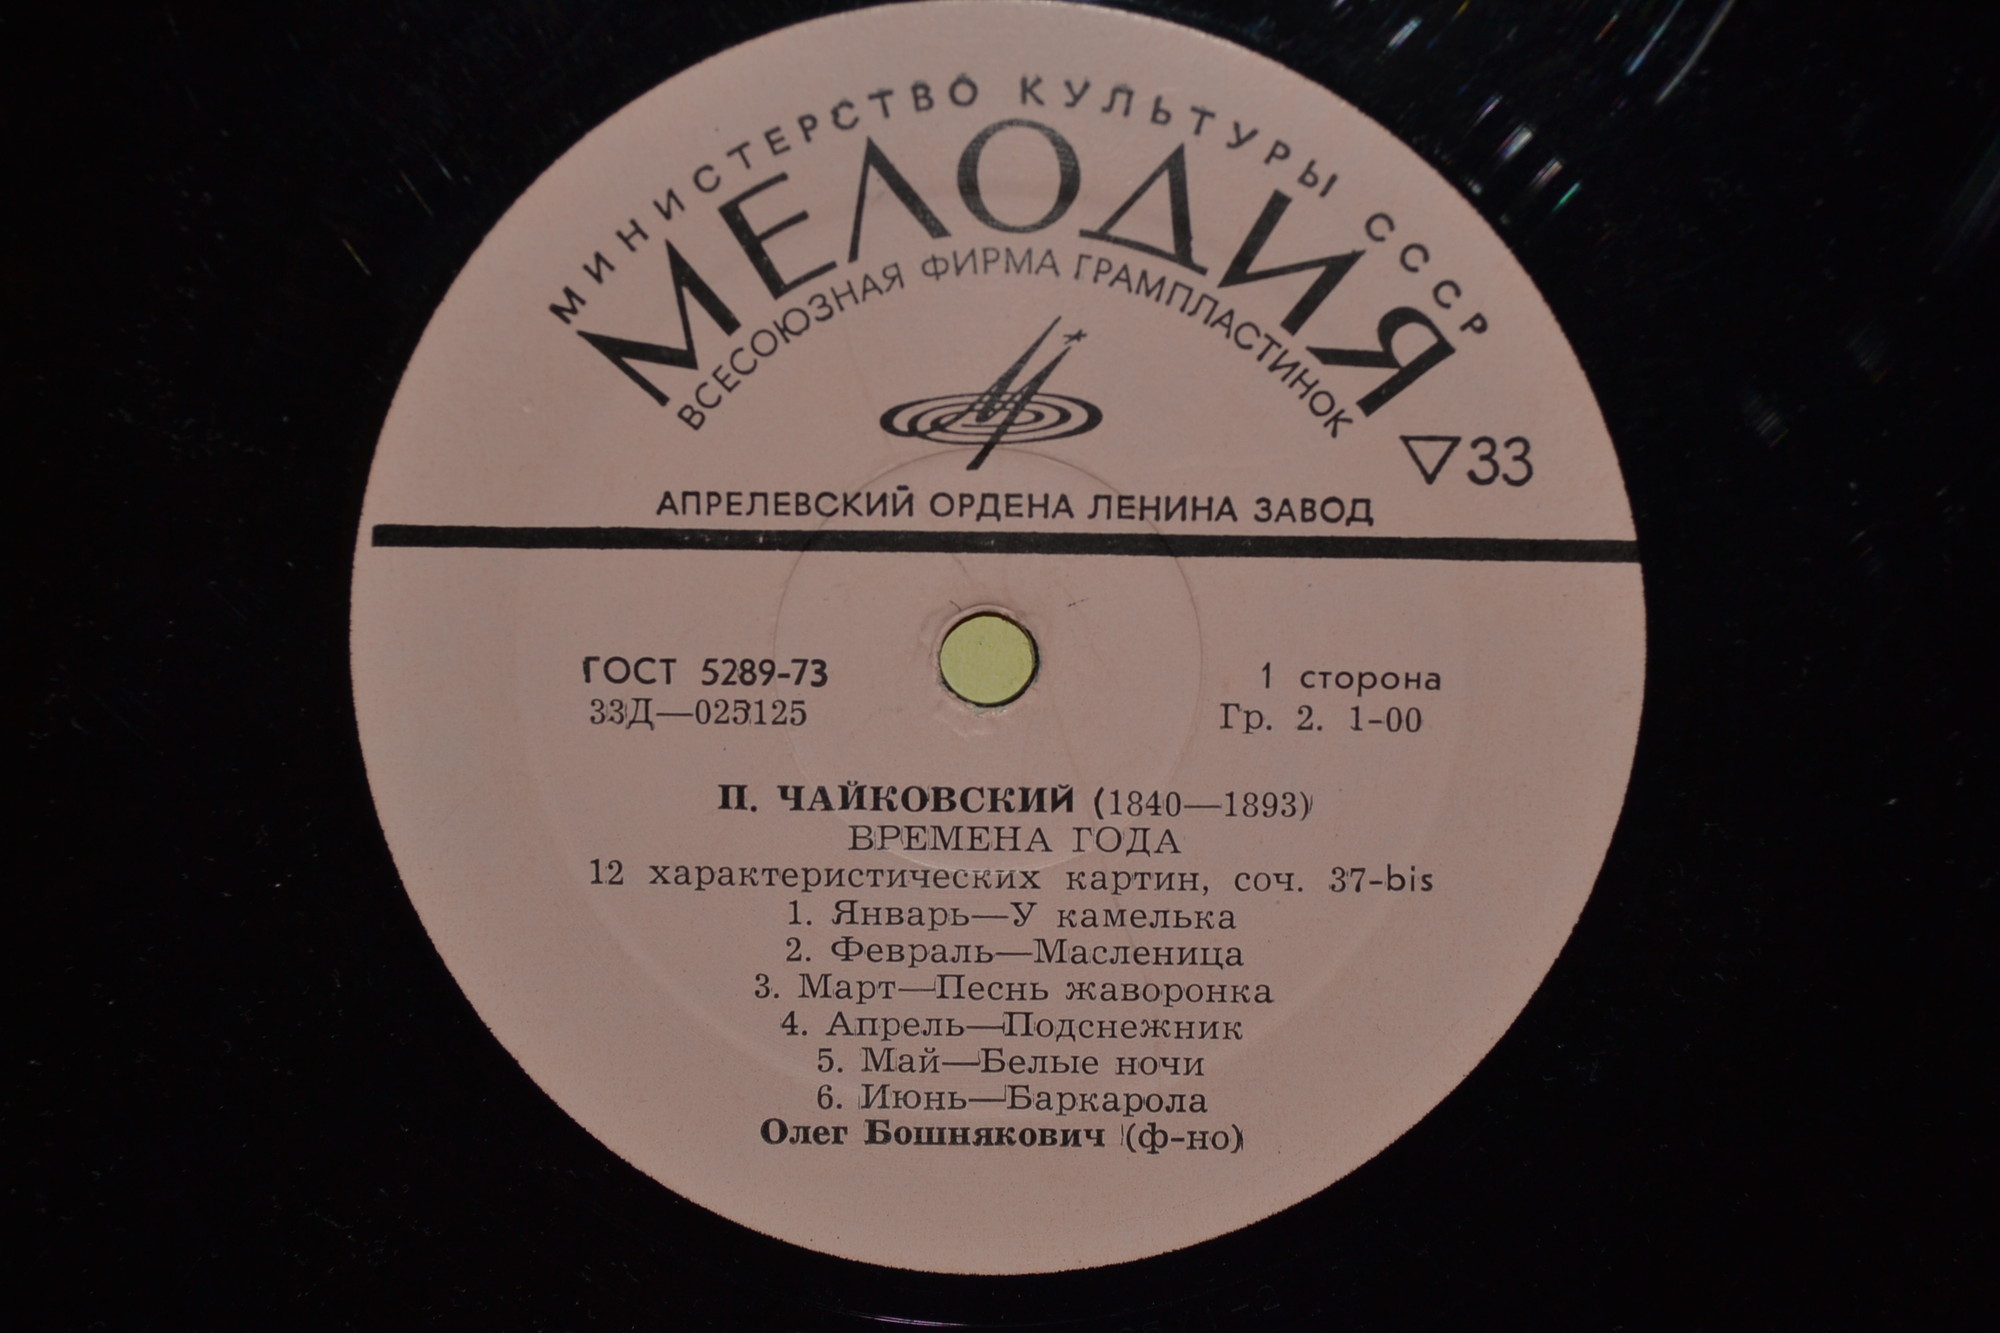 МИНИСТЕРСТВО КУЛЬТУРЫ СССР
МЕЛОДИЯ
ВСЕСОЮЗНАЯ ФИРМА ГРАМПЛАСТИНОК
33
АПРЕЛЕВСКИЙ ОРДЕНА ЛЕНИНА ЗАВОД
ГОСТ 5289-73
1 сторона
33Д—025125
Гр. 2. 1-00
П. ЧАЙКОВСКИЙ (1840—1893)
ВРЕМЕНА ГОДА
12 характеристических картин, соч. 37-bis
1. Январь—У камелька
2. Февраль—Масленица
3. Март—Песнь жаворонка
4. Апрель—Подснежник
5. Май—Белые ночи
6. Июнь—Баркарола
Олег Бошнякович (ф-но)